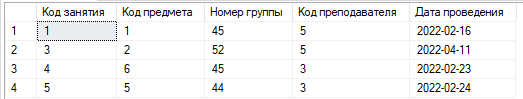 Код занятия Код предмета Номер группы Код преподавателя Дата проведения
1 1 1 45 5 2022-02-16
2 3 2 52 5 2022-04-11
3 4 6 45 3 2022-02-23
4 5 5 44 3 2022-02-24